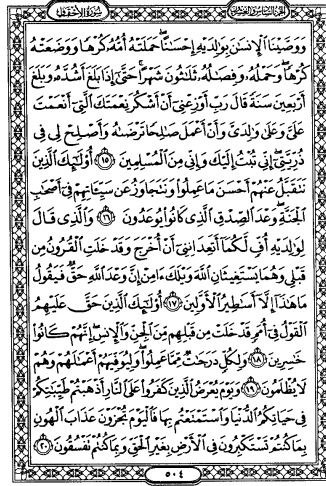 الجزء السادس والعشرون سورة الأحقاف
وَوَصَّيْنَا ٱلْإِنسَٰنَ بِوَٰلِدَيْهِ إِحْسَٰنًا حَمَلَتْهُ أُمُّهُۥ كُرْهًا وَوَضَعَتْهُ
كُرْهًا وَحَمْلُهُۥ وَفِصَٰلُهُۥ ثَلَٰثُونَ شَهْرًا حَتَّىٰٓ إِذَا بَلَغَ أَشُدَّهُۥ وَبَلَغَ
أَرْبَعِينَ سَنَةً قَالَ رَبِّ أَوْزِعْنِىٓ أَنْ أَشْكُرَ نِعْمَتَكَ ٱلَّتِىٓ أَنْعَمْتَ
عَلَىَّ وَعَلَىٰ وَٰلِدَىَّ وَأَنْ أَعْمَلَ صَٰلِحًا تَرْضَىٰهُ وَأَصْلِحْ لِى فِى
ذُرِّيَّتِىٓ إِنِّى تُبْتُ إِلَيْكَ وَإِنِّى مِنَ ٱلْمُسْلِمِينَ ١٥ أُو۟لَٰٓئِكَ ٱلَّذِينَ
نَتَقَبَّلُ عَنْهُمْ أَحْسَنَ مَا عَمِلُوا۟ وَنَتَجَاوَزُ عَن سَيِّـَٔاتِهِمْ فِىٓ أَصْحَٰبِ
ٱلْجَنَّةِ وَعْدَ ٱلصِّدْقِ ٱلَّذِى كَانُوا۟ يُوعَدُونَ ١٦ وَٱلَّذِى قَالَ
لِوَٰلِدَيْهِ أُفٍّ لَّكُمَآ أَتَعِدَانِنِىٓ أَنْ أُخْرَجَ وَقَدْ خَلَتِ ٱلْقُرُونُ مِن
قَبْلِى وَهُمَا يَسْتَغِيثَانِ ٱللَّهَ وَيْلَكَ ءَامِنْ إِنَّ وَعْدَ ٱللَّهِ حَقٌّ فَيَقُولُ
مَا هَٰذَآ إِلَّآ أَسَٰطِيرُ ٱلْأَوَّلِينَ ١٧ أُو۟لَٰٓئِكَ ٱلَّذِينَ حَقَّ عَلَيْهِمُ
ٱلْقَوْلُ فِىٓ أُمَمٍ قَدْ خَلَتْ مِن قَبْلِهِم مِّنَ ٱلْجِنِّ وَٱلْإِنسِ إِنَّهُمْ كَانُوا۟
خَٰسِرِينَ ١٨ وَلِكُلٍّ دَرَجَٰتٌ مِّمَّا عَمِلُوا۟ وَلِيُوَفِّيَهُمْ أَعْمَٰلَهُمْ وَهُمْ
لَا يُظْلَمُونَ ١٩ وَيَوْمَ يُعْرَضُ ٱلَّذِينَ كَفَرُوا۟ عَلَى ٱلنَّارِ أَذْهَبْتُمْ طَيِّبَٰتِكُمْ
فِى حَيَاتِكُمُ ٱلدُّنْيَا وَٱسْتَمْتَعْتُم بِهَا فَٱلْيَوْمَ تُجْزَوْنَ عَذَابَ ٱلْهُونِ
بِمَا كُنتُمْ تَسْتَكْبِرُونَ فِى ٱلْأَرْضِ بِغَيْرِ ٱلْحَقِّ وَبِمَا كُنتُمْ تَفْسُقُونَ ٢٠
٥٠٤